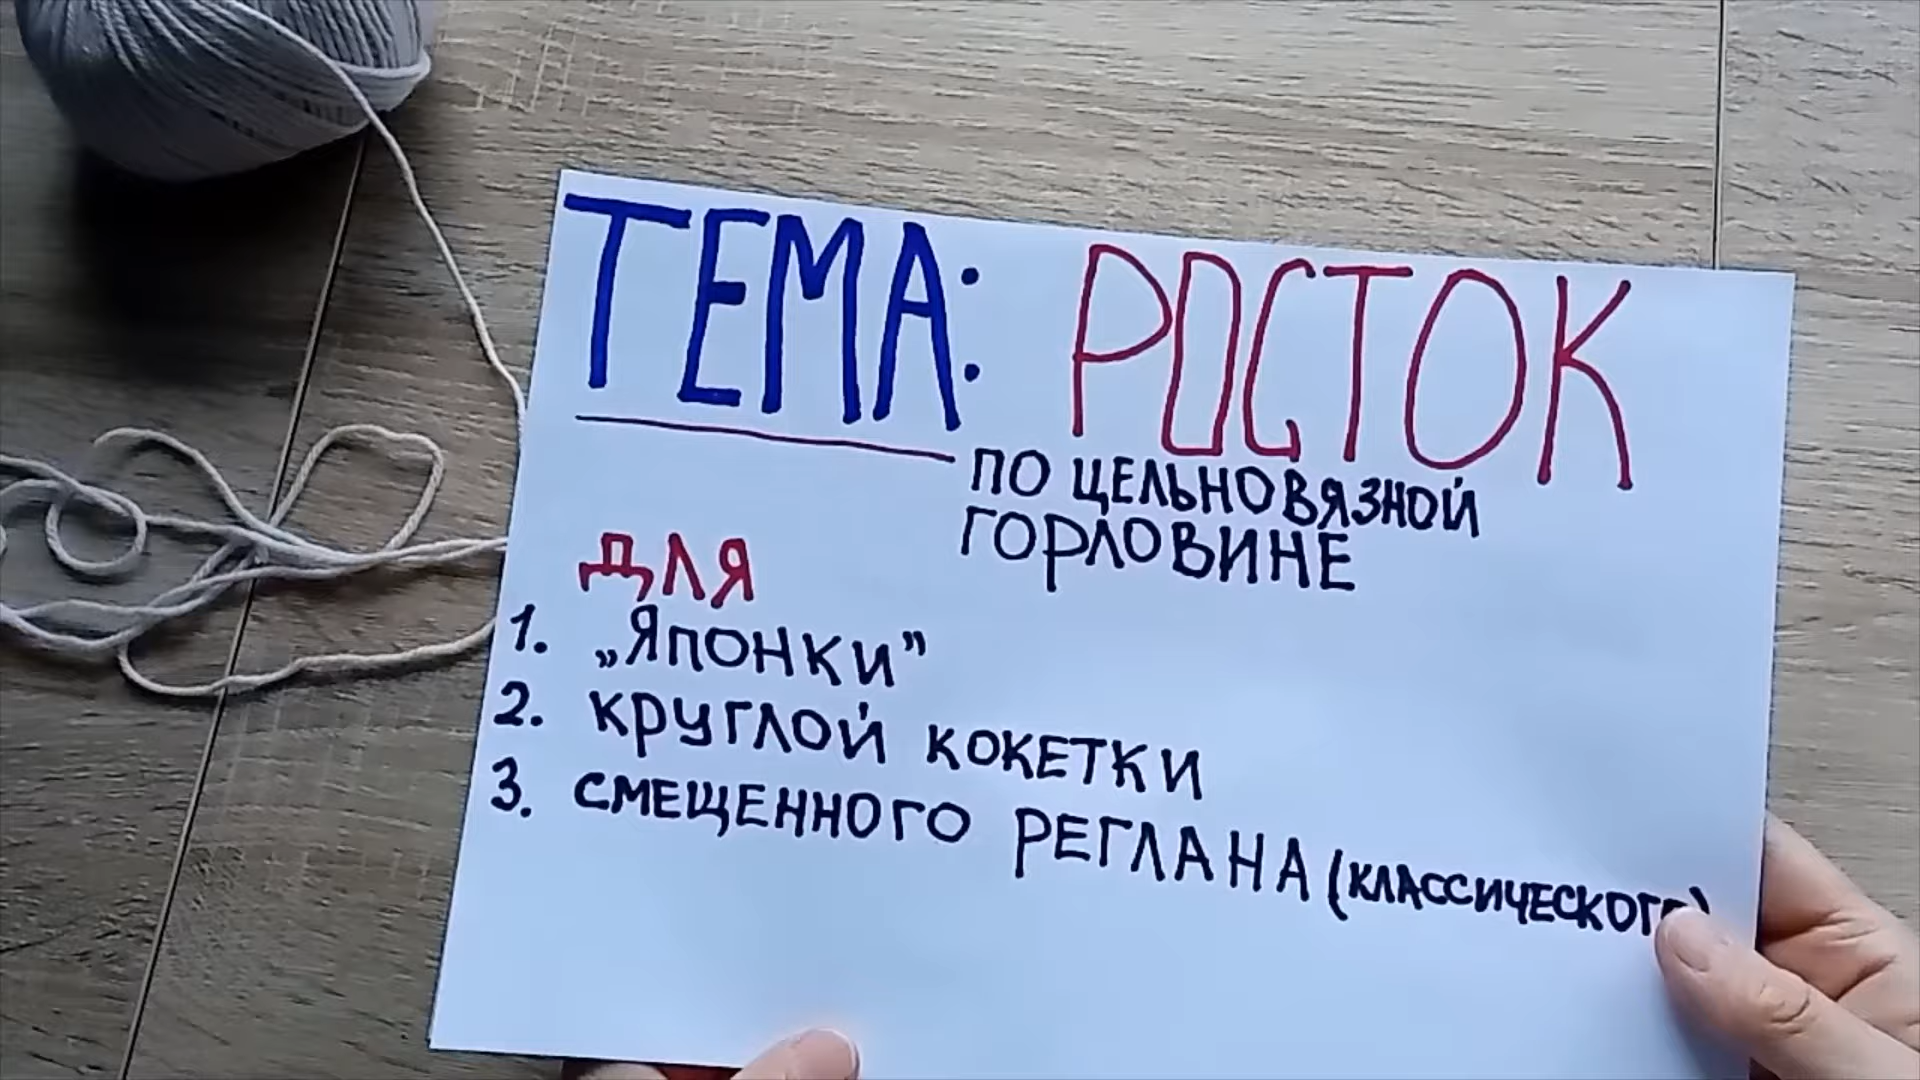 ТЕМА: РОСТОК
ПО ЦЕЛЬНОВЯЗНОЙ
ГОРЛОВИНЕ
ДЛЯ
1. „Японки”
2. КРУГЛОЙ КОКЕТКИ
3. СМЕЩЕННОГО РЕГЛАНА (КЛАССИЧЕСКОГО)